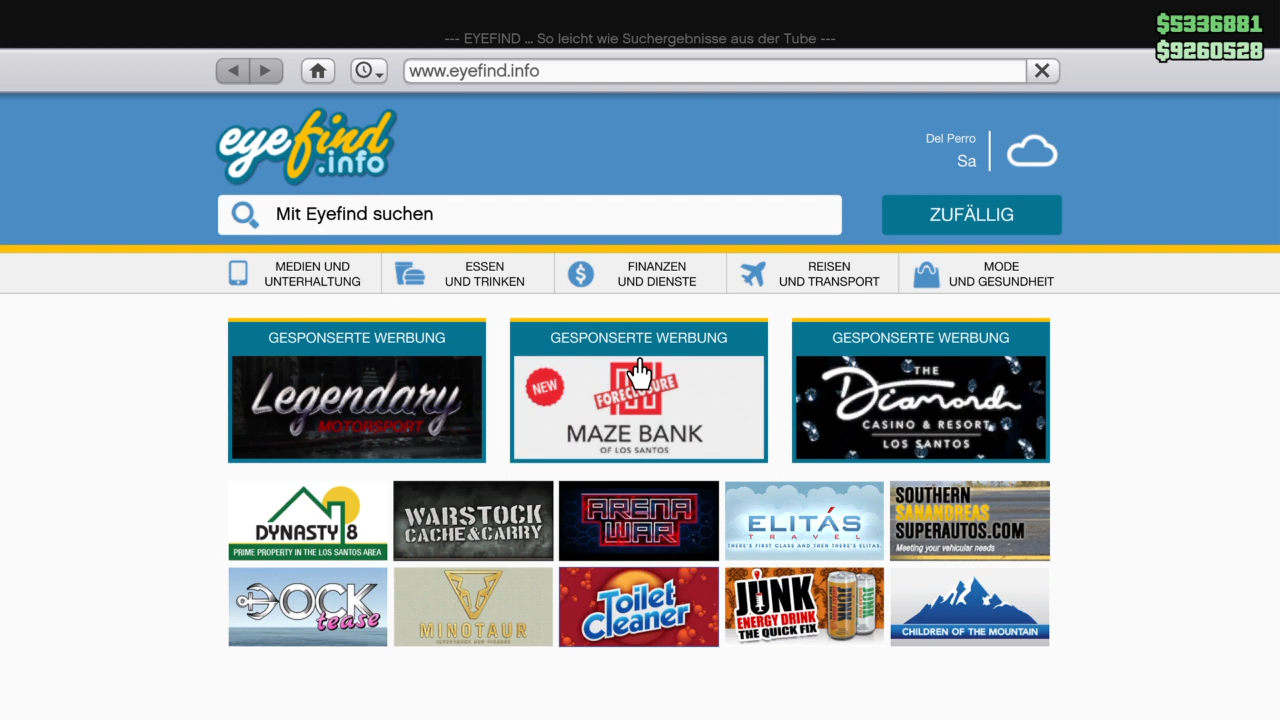 $5336881
--- EYEFIND ... So leicht wie Suchergebnisse aus der Tube ---
$9260528
www.eyefind.info
eyefind
.info
Del Perro
Sa
Mit Eyefind suchen
ZUFÄLLIG
MEDIEN UND
UNTERHALTUNG
ESSEN
UND TRINKEN
FINANZEN
UND DIENSTE
REISEN
UND TRANSPORT
MODE
UND GESUNDHEIT
GESPONSERTE WERBUNG
Legendary
MOTORSPORT
GESPONSERTE WERBUNG
NEW
FORECLOSURE
MAZE BANK
OF LOS SANTOS
GESPONSERTE WERBUNG
THE
Diamond
CASINO & RESORT
LOS SANTOS
DYNASTY 8
PRIME PROPERTY IN THE LOS SANTOS AREA
WARSTOCK
CACHE & CARRY
ARENA
WAR
ELITÁS
TRAVEL
THERE'S FIRST CLASS AND THEN THERE'S ELITAS.
SOUTHERN
SANANDREAS
SUPERAUTOS.COM
Meeting your vehicular needs
DOCK
tease
MINOTAUR
Toilet
Cleaner
JUNK
ENERGY DRINK
THE QUICK FIX
JUNK
JUNK
CHILDREN OF THE MOUNTAIN